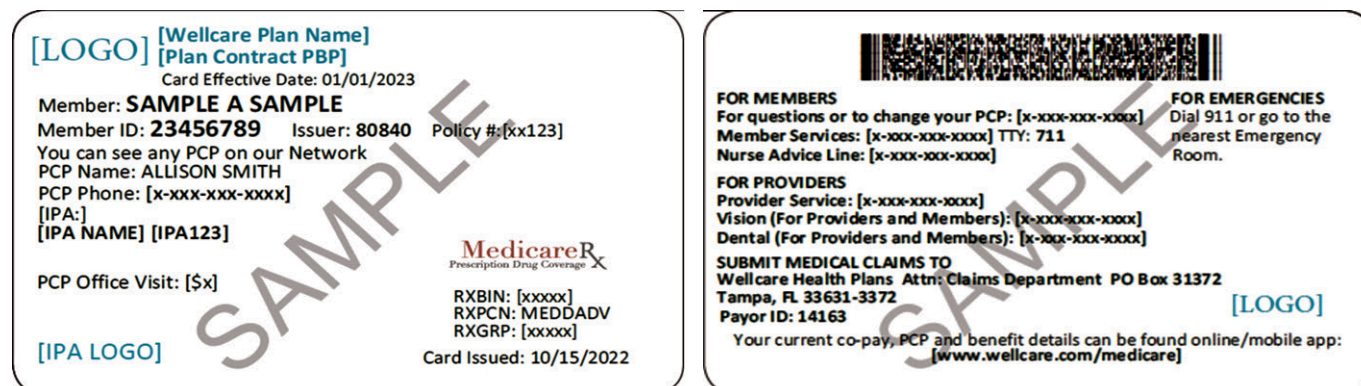 [LOGO] [Wellcare Plan Name]
[Plan Contract PBP]
Card Effective Date: 01/01/2023
Member: SAMPLE A SAMPLE
Member ID: 23456789 Issuer: 80840 Policy #:[xx123]
You can see any PCP on our Network
PCP Name: ALLISON SMITH
PCP Phone: [x-xxx-xxx-xxxx]
[IPA:]
[IPA NAME] [IPA123]
MedicareRx
Prescription Drug Coverage
PCP Office Visit: [$x]
RXBIN: [xxxxx]
RXPCN: MEDDADV
RXGRP: [xxxxx]
[IPA LOGO]
Card Issued: 10/15/2022
SAMPLE
FOR MEMBERS
For questions or to change your PCP: [x-xxx-xxx-xxxx]
Member Services: [x-xxx-xxx-xxxx] TTY: 711
Nurse Advice Line: [x-xxx-xxx-xxxx]
FOR EMERGENCIES
Dial 911 or go to the
nearest Emergency
Room.
FOR PROVIDERS
Provider Service: [x-xxx-xxx-xxxx]
Vision (For Providers and Members): [x-xxx-xxx-xxxx]
Dental (For Providers and Members): [x-xxx-xxx-xxxx]
SUBMIT MEDICAL CLAIMS TO
Wellcare Health Plans Attn: Claims Department PO Box 31372
Tampa, FL 33631-3372
Payor ID: 14163
[LOGO]
Your current co-pay, PCP and benefit details can be found online/mobile app:
[www.wellcare.com/medicare]
SAMPLE